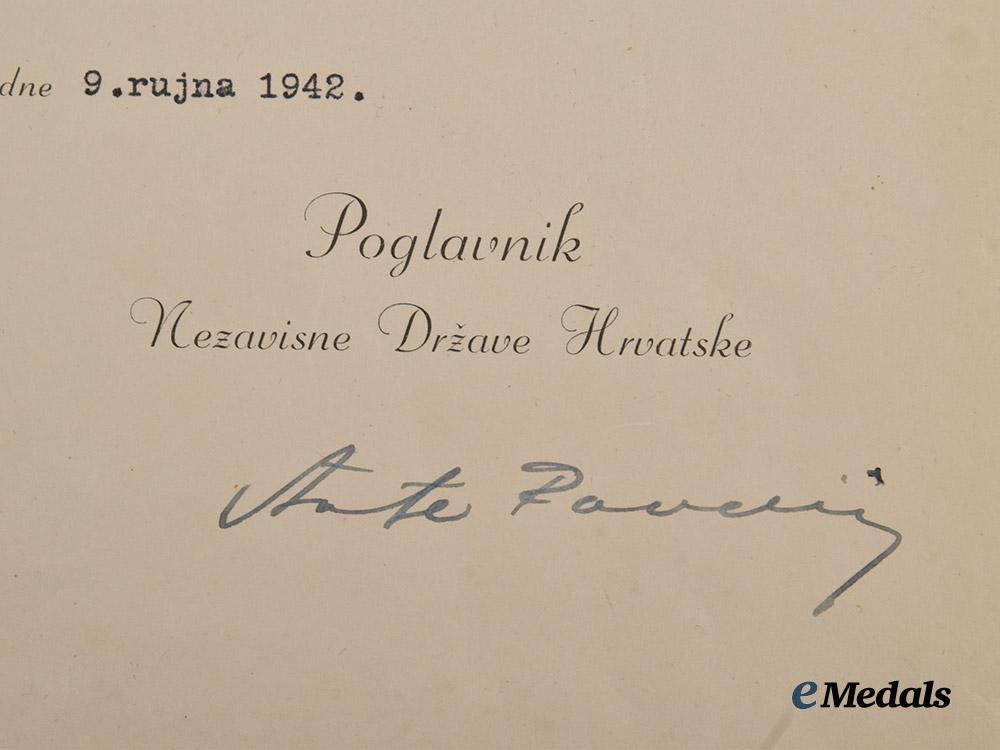 dne 9.rujna 1942.
Poglavnik
Nezavisne Države Hrvatske
Ante Pavelić
eMedals